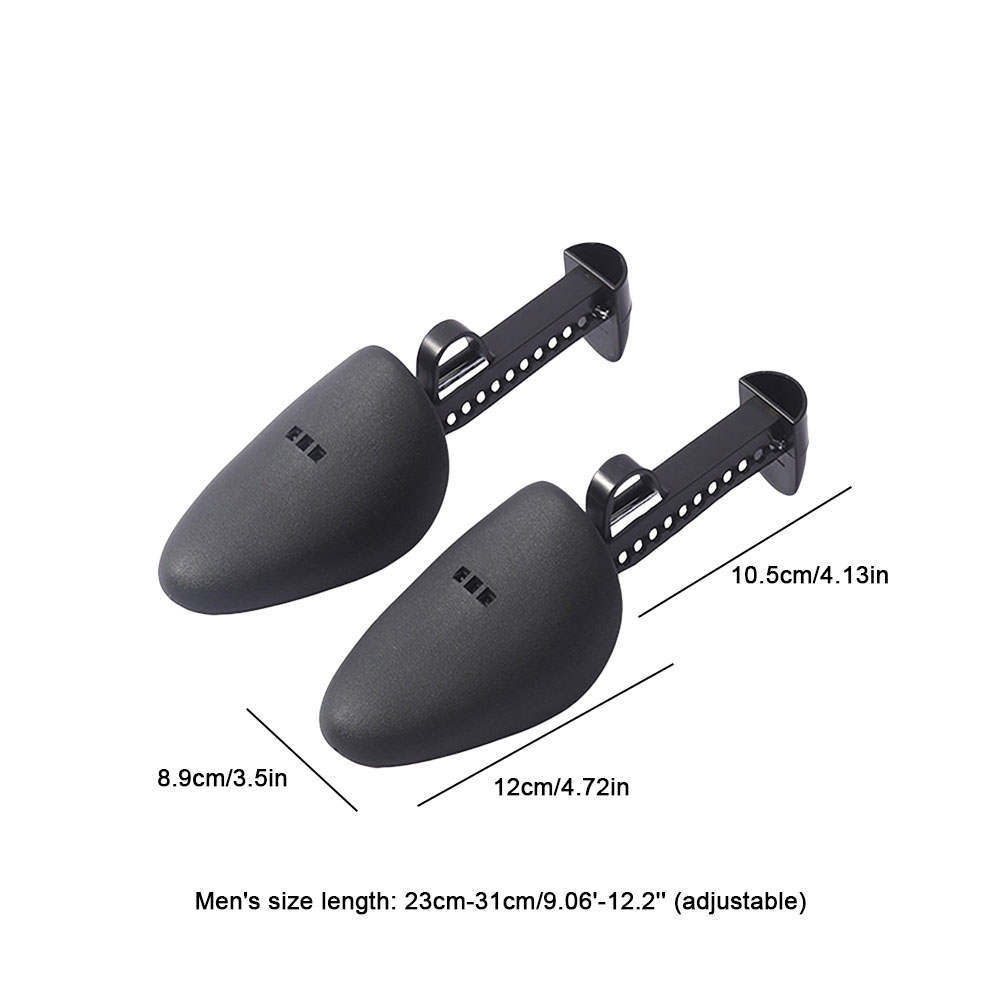 10.5cm/4.13in
8.9cm/3.5in
12cm/4.72in
Men's size length: 23cm-31cm/9.06'-12.2'' (adjustable)